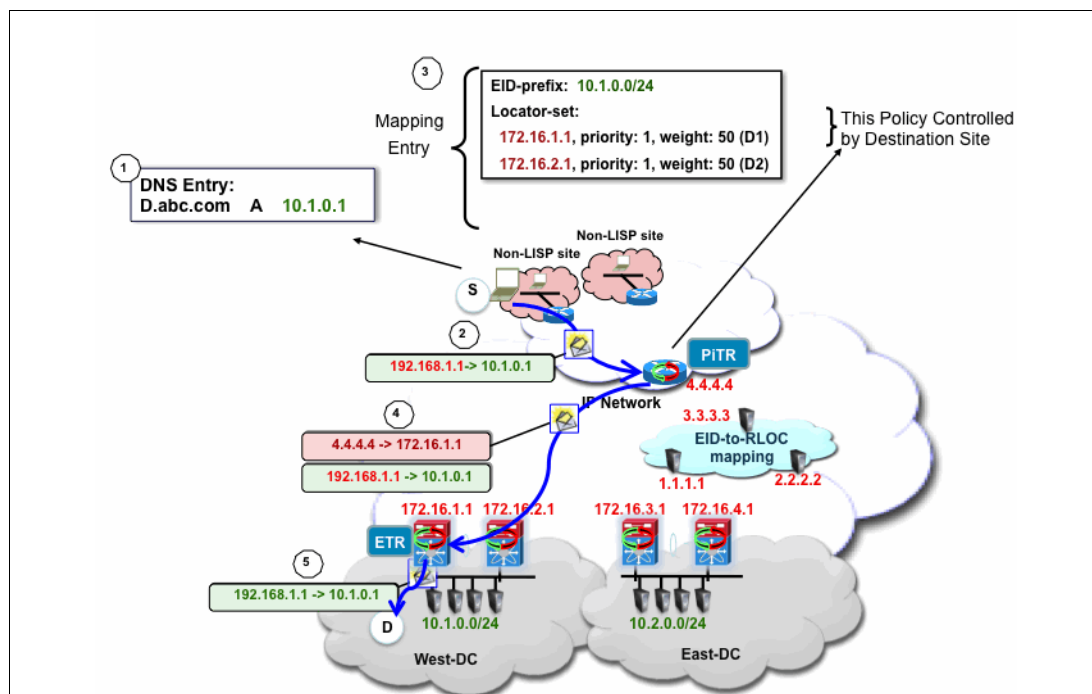 3
EID-prefix: 10.1.0.0/24
Locator-set:
172.16.1.1, priority: 1, weight: 50 (D1)
172.16.2.1, priority: 1, weight: 50 (D2)
Mapping
Entry
This Policy Controlled
by Destination Site
1
DNS Entry:
D.abc.com A 10.1.0.1
Non-LISP site
Non-LISP site
S
2
192.168.1.1-> 10.1.0.1
PiTR
4.4.4.4
IP Network
4
3.3.3.3
EID-to-RLOC
mapping
4.4.4.4 -> 172.16.1.1
192.168.1.1 -> 10.1.0.1
1.1.1.1
2.2.2.2
172.16.1.1
172.16.2.1
172.16.3.1
172.16.4.1
ETR
5
192.168.1.1 -> 10.1.0.1
D
10.1.0.0/24
10.2.0.0/24
West-DC
East-DC